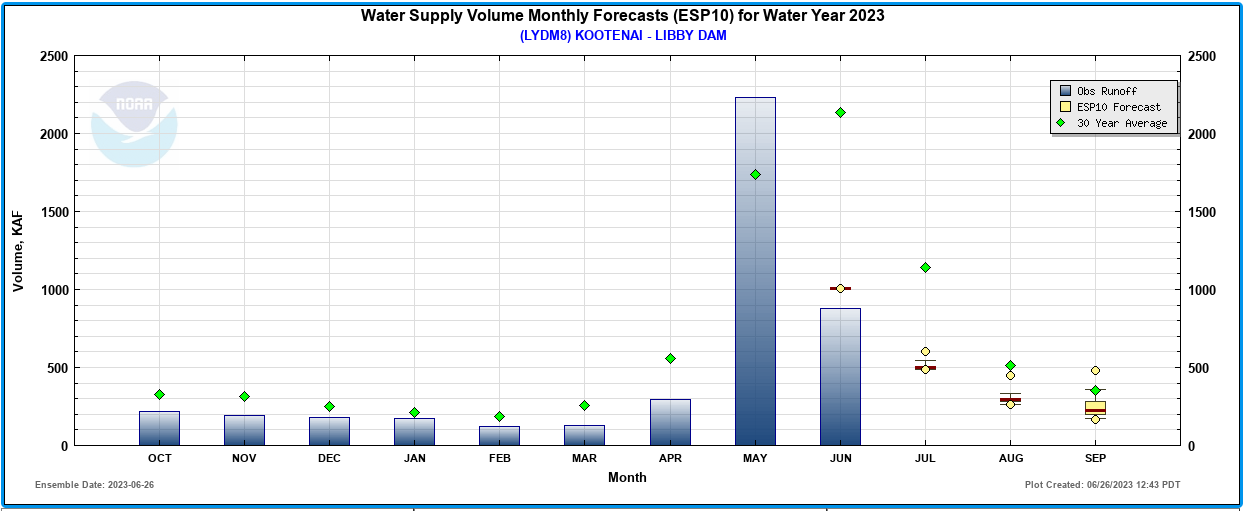 Water Supply Volume Monthly Forecasts (ESP10) for Water Year 2023
(LYDM8) KOOTENAI - LIBBY DAM
2500
2500
NOAA
Obs Runoff
ESP10 Forecast
30 Year Average
2000
2000
1500
1500
Volume, KAF
1000
1000
500
500
0
0
OCT NOV DEC JAN FEB MAR APR MAY JUN JUL AUG SEP
Month
Ensemble Date: 2023-06-26
Plot Created: 06/26/2023 12:43 PDT